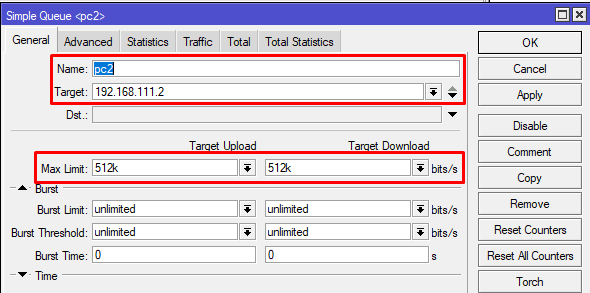 Simple Queue <pc2>
General Advanced Statistics Traffic Total Total Statistics
Name: pc2
Target: 192.168.111.2
Dst.:
Target Upload Target Download
Max Limit: 512k 512k bits/s
Burst
Burst Limit: unlimited unlimited bits/s
Burst Threshold: unlimited unlimited bits/s
Burst Time: 0 0 s
Time
OK
Cancel
Apply
Disable
Comment
Copy
Remove
Reset Counters
Reset All Counters
Torch